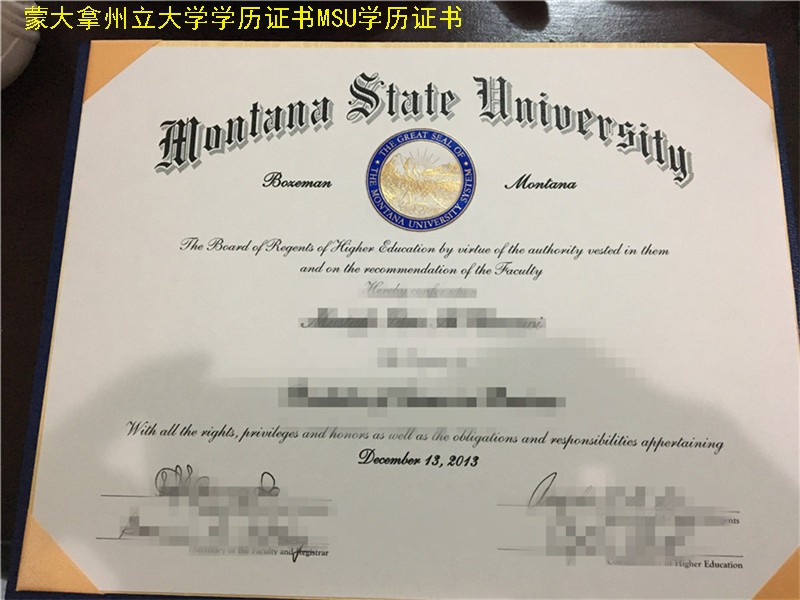 蒙大拿州立大学学历证书MSU学历证书
Montana State University
THE GREAT SEAL OF
THE MONTANA UNIVERSITY SYSTEM
Bozeman
Montana
The Board of Regents of Higher Education by virtue of the authority vested in them
and on the recommendation of the Faculty
Hereby
With all the rights, privileges and honors as well as the obligations and responsibilities appertaining
December 13, 2013
Secretary of the Faculty and Registrar
of Higher Education